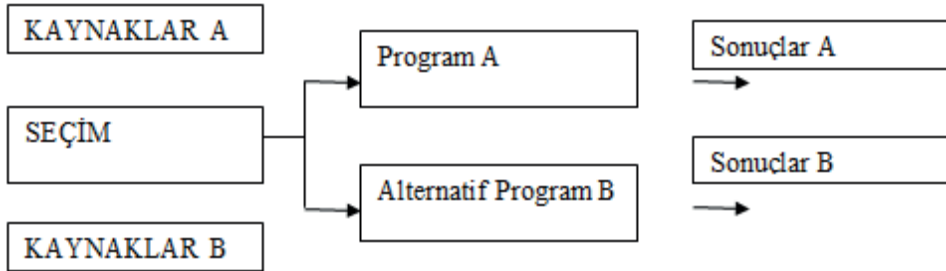 KAYNAKLAR A
SEÇİM
KAYNAKLAR B
Program A
Alternatif Program B
Sonuçlar A
Sonuçlar B